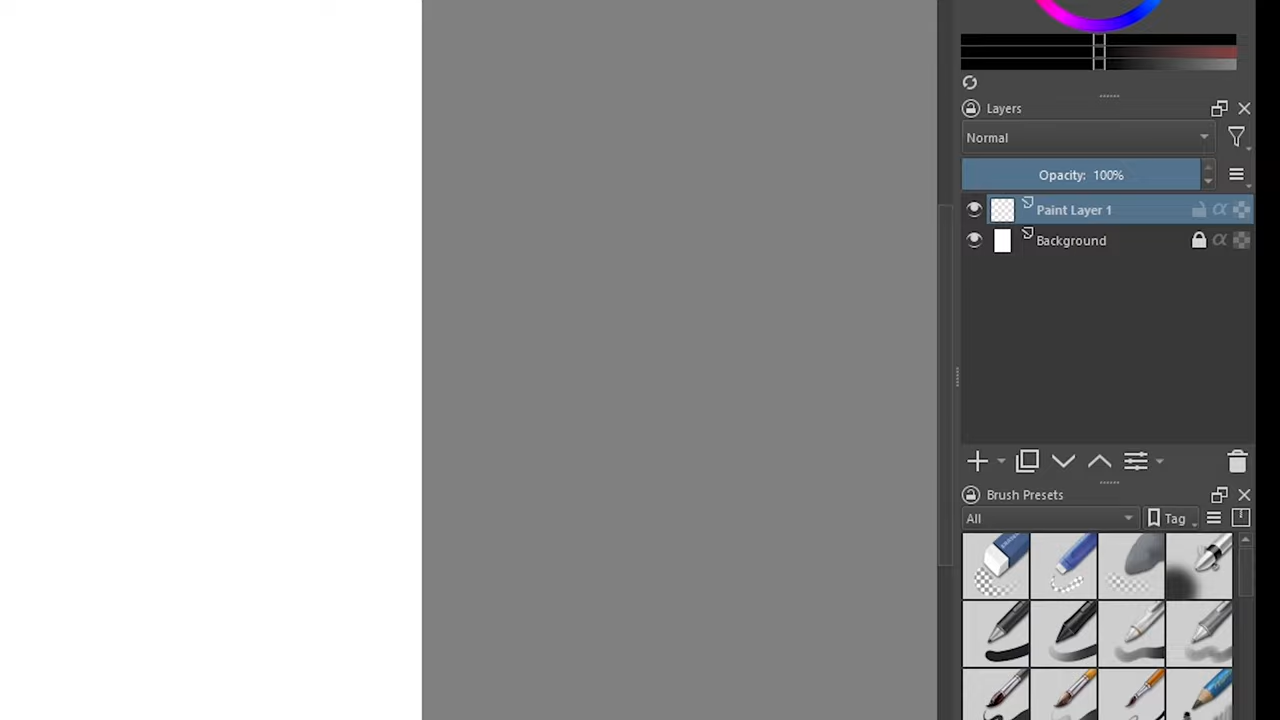 Layers
Normal
Opacity: 100%
Paint Layer 1
Background
Brush Presets
All
Tag